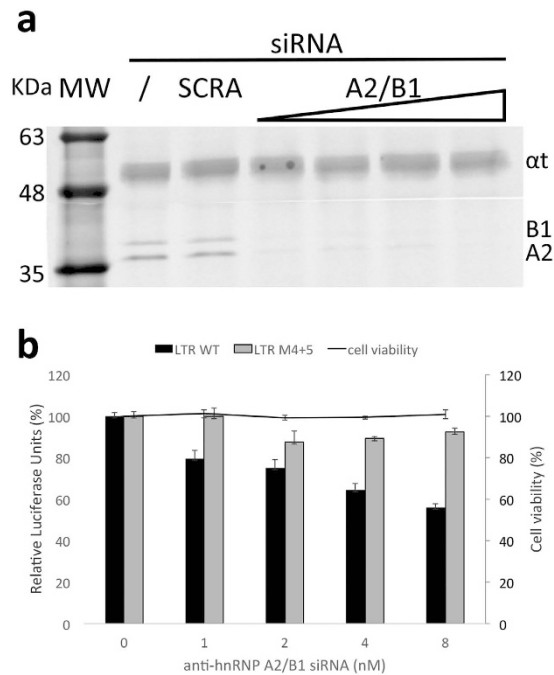 a
siRNA
KDa MW / SCRA A2/B1
63
αt
48
B1
A2
35
b
LTR WT LTR M4+5 cell viability
120 120
100 100
80 80
60 60
40 40
20 20
0 0
Relative Luciferase Units (%)
Cell viability (%)
0 1 2 4 8
anti-hnRNP A2/B1 siRNA (nM)